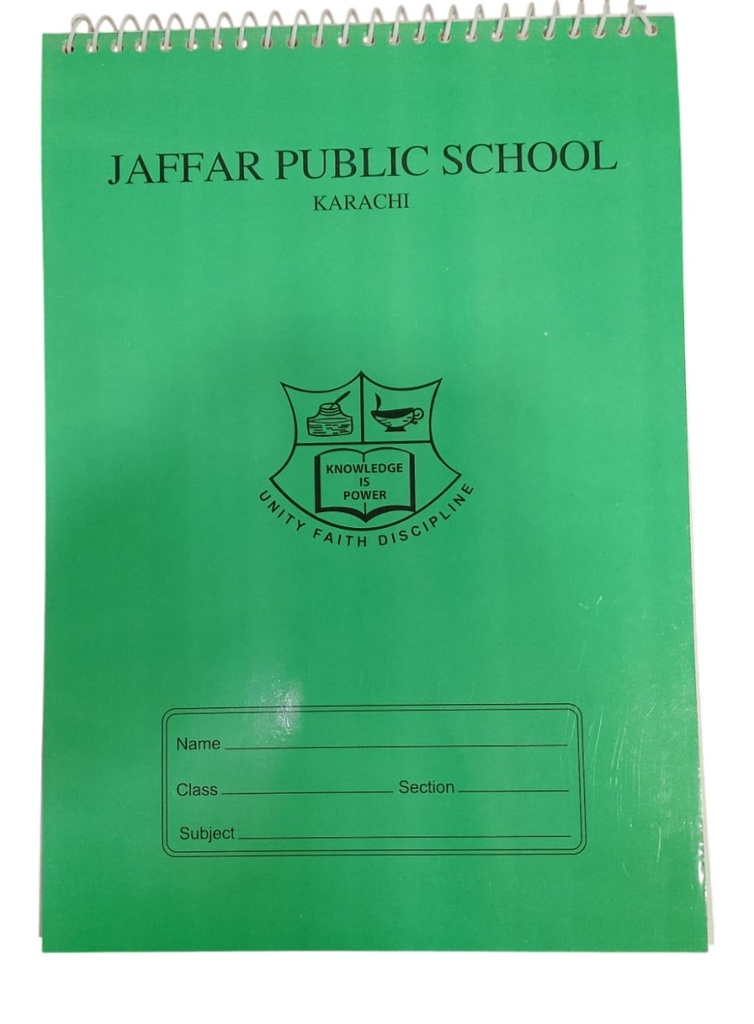 JAFFAR PUBLIC SCHOOL
KARACHI
KNOWLEDGE
IS
POWER
UNITY FAITH DISCIPLINE
Name
Class Section
Subject